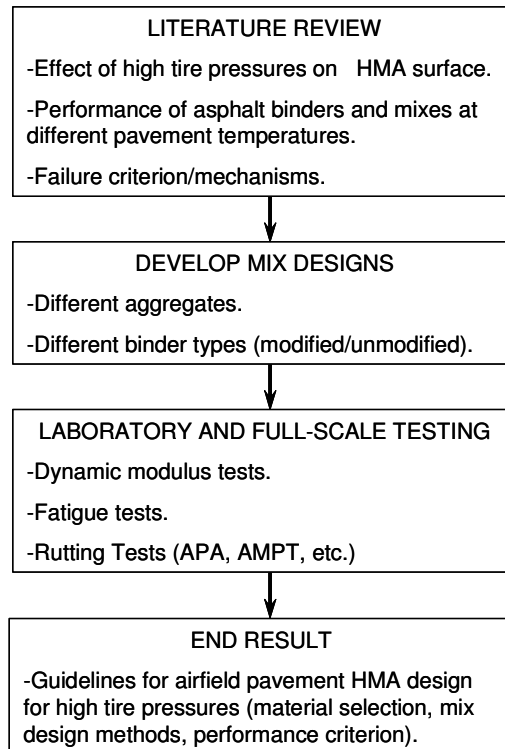 LITERATURE REVIEW
-Effect of high tire pressures on HMA surface.
-Performance of asphalt binders and mixes at
different pavement temperatures.
-Failure criterion/mechanisms.
DEVELOP MIX DESIGNS
-Different aggregates.
-Different binder types (modified/unmodified).
LABORATORY AND FULL-SCALE TESTING
-Dynamic modulus tests.
-Fatigue tests.
-Rutting Tests (APA, AMPT, etc.)
END RESULT
-Guidelines for airfield pavement HMA design
for high tire pressures (material selection, mix
design methods, performance criterion).